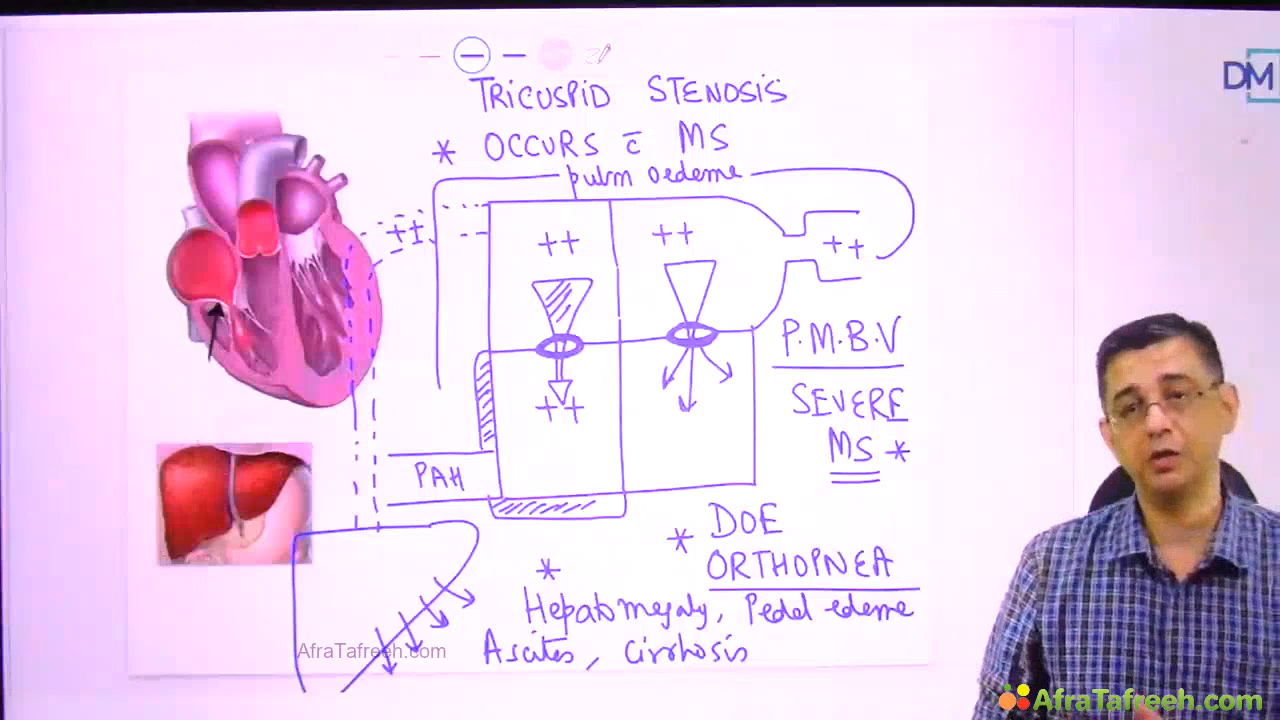 TRICUSPID STENOSIS
* OCCURS c̄ MS
pulm oedema
++
++
++
++
++
P.M.B.V
SEVERE
MS *
PAH
* DOE
ORTHOPNEA
*
Hepatomegaly, Pedal edema
Ascites, cirrhosis
DM
AfraTafreeh.com
AfraTafreeh.com